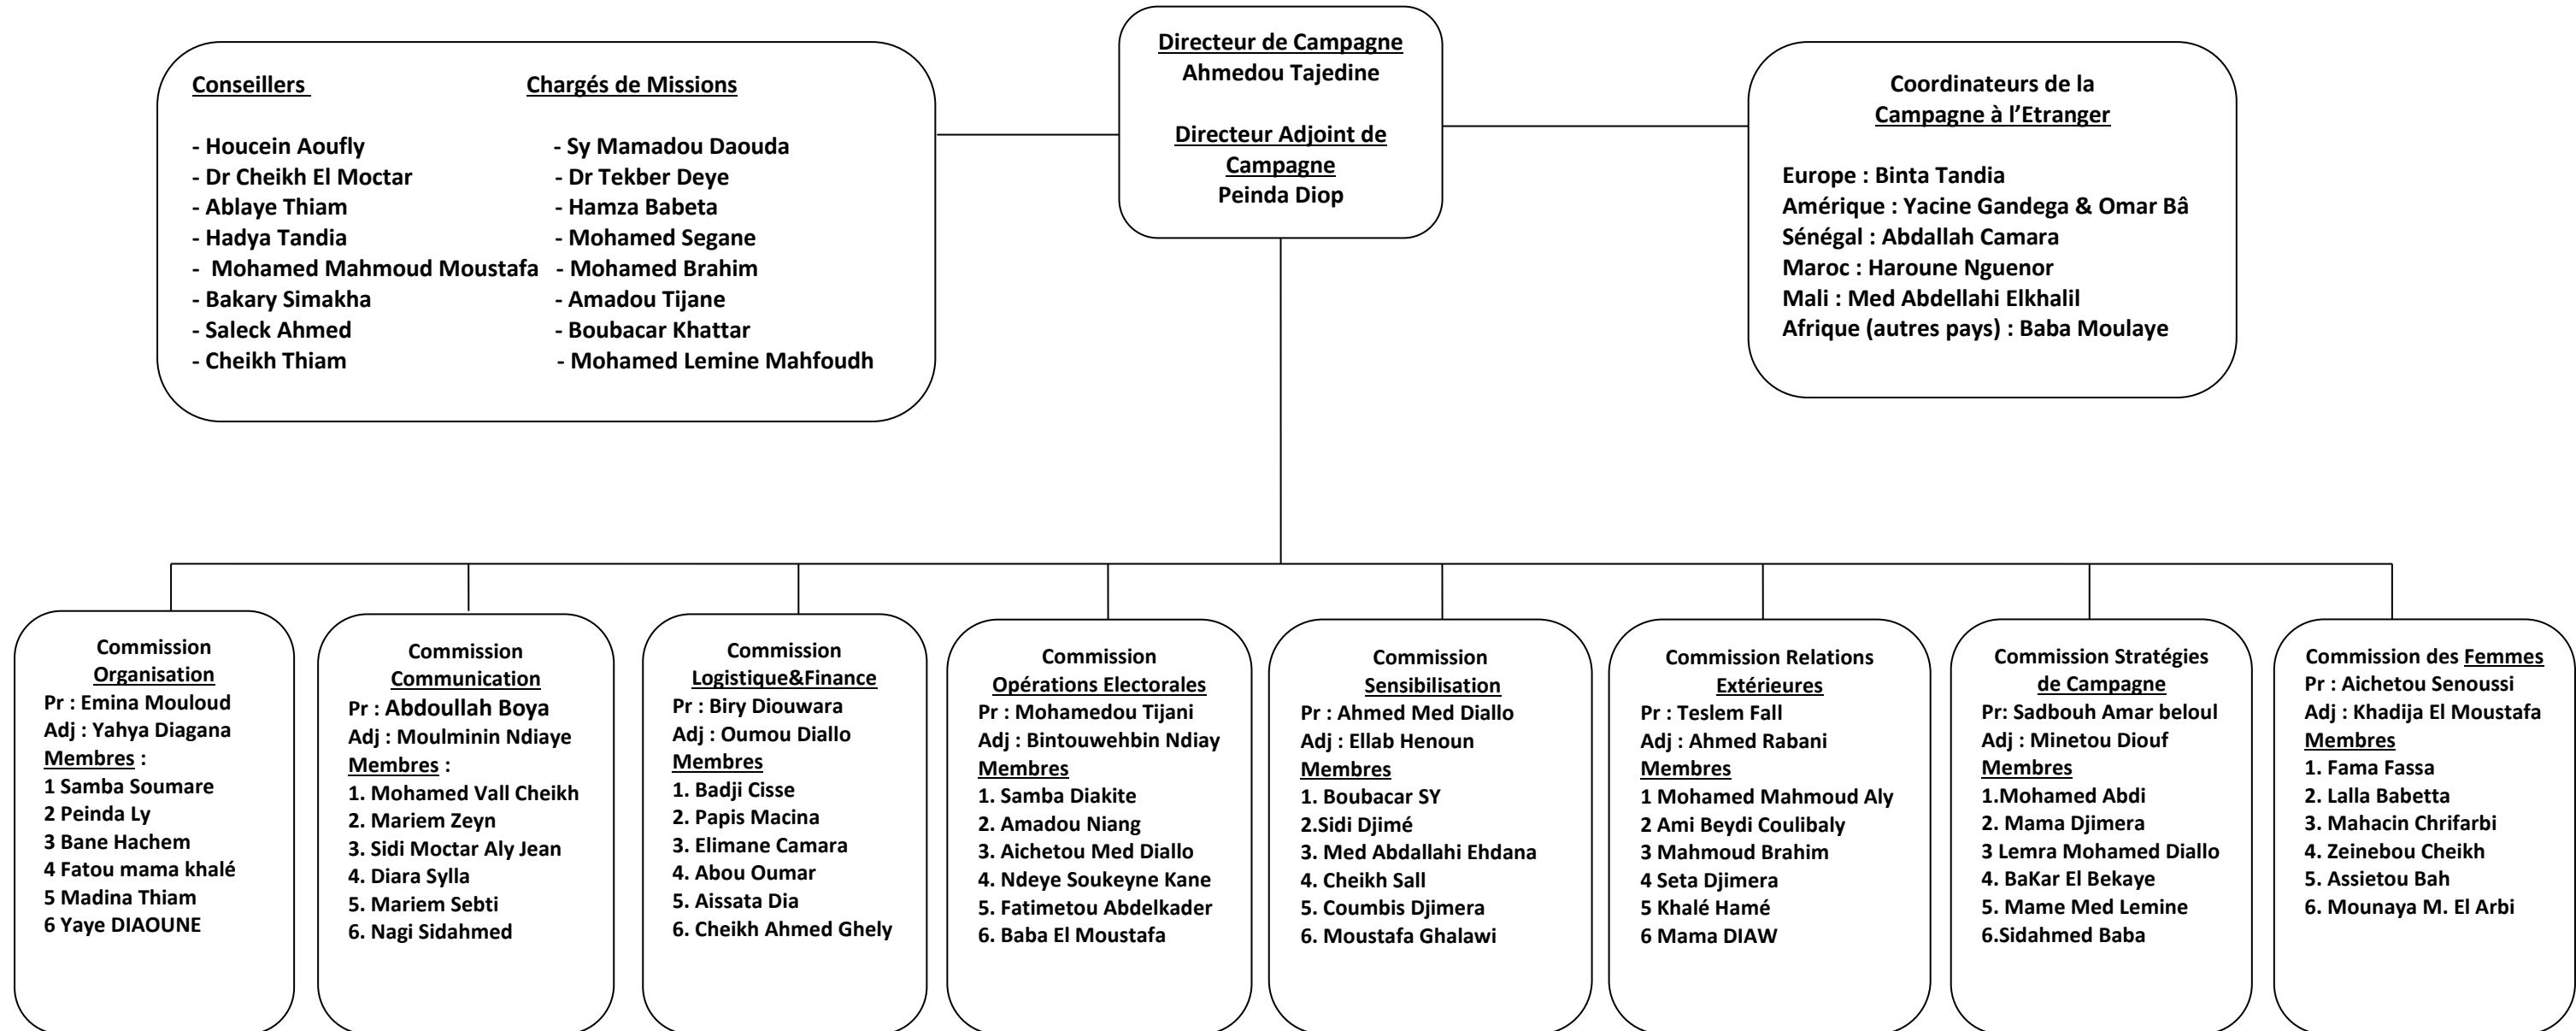 Directeur de Campagne
Ahmedou Tajedine
Directeur Adjoint de
Campagne
Peinda Diop
Conseillers
- Houcein Aoufly
- Dr Cheikh El Moctar
- Ablaye Thiam
- Hadya Tandia
- Mohamed Mahmoud Moustafa
- Bakary Simakha
- Saleck Ahmed
- Cheikh Thiam
Chargés de Missions
- Sy Mamadou Daouda
- Dr Tekber Deye
- Hamza Babeta
- Mohamed Segane
- Mohamed Brahim
- Amadou Tijane
- Boubacar Khattar
- Mohamed Lemine Mahfoudh
Coordinateurs de la
Campagne à l’Etranger
Europe : Binta Tandia
Amérique : Yacine Gandega & Omar Bâ
Sénégal : Abdallah Camara
Maroc : Haroune Nguenor
Mali : Med Abdellahi Elkhalil
Afrique (autres pays) : Baba Moulaye
Commission
Organisation
Pr : Emina Mouloud
Adj : Yahya Diagana
Membres :
1 Samba Soumare
2 Peinda Ly
3 Bane Hachem
4 Fatou mama khalé
5 Madina Thiam
6 Yaye DIAOUNE
Commission
Communication
Pr : Abdoullah Boya
Adj : Moulminin Ndiaye
Membres :
1. Mohamed Vall Cheikh
2. Mariem Zeyn
3. Sidi Moctar Aly Jean
4. Diara Sylla
5. Mariem Sebti
6. Nagi Sidahmed
Commission
Logistique&Finance
Pr : Biry Diouwara
Adj : Oumou Diallo
Membres
1. Badji Cisse
2. Papis Macina
3. Elimane Camara
4. Abou Oumar
5. Aissata Dia
6. Cheikh Ahmed Ghely
Commission
Opérations Electorales
Pr : Mohamedou Tijani
Adj : Bintouwehbin Ndiay
Membres
1. Samba Diakite
2. Amadou Niang
3. Aichetou Med Diallo
4. Ndeye Soukeyne Kane
5. Fatimetou Abdelkader
6. Baba El Moustafa
Commission
Sensibilisation
Pr : Ahmed Med Diallo
Adj : Ellab Henoun
Membres
1. Boubacar SY
2.Sidi Djimé
3. Med Abdallahi Ehdana
4. Cheikh Sall
5. Coumbis Djimera
6. Moustafa Ghalawi
Commission Relations
Extérieures
Pr : Teslem Fall
Adj : Ahmed Rabani
Membres
1 Mohamed Mahmoud Aly
2 Ami Beydi Coulibaly
3 Mahmoud Brahim
4 Seta Djimera
5 Khalé Hamé
6 Mama DIAW
Commission Stratégies
de Campagne
Pr: Sadbouh Amar beloul
Adj : Minetou Diouf
Membres
1.Mohamed Abdi
2. Mama Djimera
3 Lemra Mohamed Diallo
4. BaKar El Bekaye
5. Mame Med Lemine
6.Sidahmed Baba
Commission des Femmes
Pr : Aichetou Senoussi
Adj : Khadija El Moustafa
Membres
1. Fama Fassa
2. Lalla Babetta
3. Mahacin Chrifarbi
4. Zeinebou Cheikh
5. Assietou Bah
6. Mounaya M. El Arbi